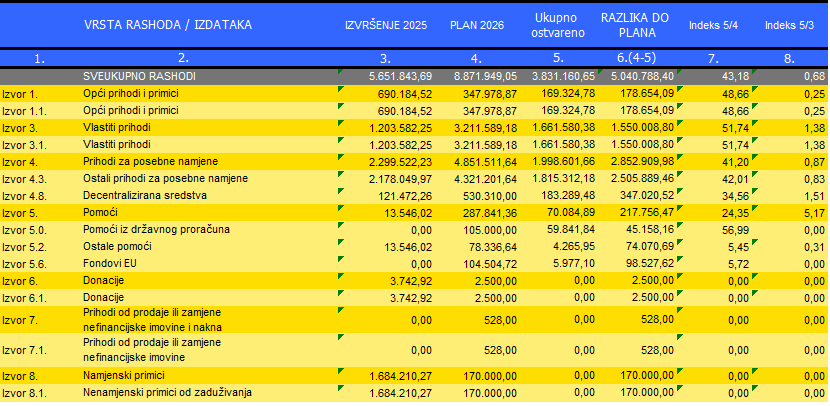 VRSTA RASHODA / IZDATAKA IZVRŠENJE 2025 PLAN 2026 Ukupno ostvareno RAZLIKA DO PLANA Indeks 5/4 Indeks 5/3
1. 2. 3. 4. 5. 6.(4-5) 7. 8.
SVEUKUPNO RASHODI 5.651.843,69 8.871.949,05 3.831.160,65 5.040.788,40 43,18 0,68
Izvor 1. Opći prihodi i primici 690.184,52 347.978,87 169.324,78 178.654,09 48,66 0,25
Izvor 1.1. Opći prihodi i primici 690.184,52 347.978,87 169.324,78 178.654,09 48,66 0,25
Izvor 3. Vlastiti prihodi 1.203.582,25 3.211.589,18 1.661.580,38 1.550.008,80 51,74 1,38
Izvor 3.1. Vlastiti prihodi 1.203.582,25 3.211.589,18 1.661.580,38 1.550.008,80 51,74 1,38
Izvor 4. Prihodi za posebne namjene 2.299.522,23 4.851.511,64 1.998.601,66 2.852.909,98 41,20 0,87
Izvor 4.3. Ostali prihodi za posebne namjene 2.178.049,97 4.321.201,64 1.815.312,18 2.505.889,46 42,01 0,83
Izvor 4.8. Decentralizirana sredstva 121.472,26 530.310,00 183.289,48 347.020,52 34,56 1,51
Izvor 5. Pomoći 13.546,02 287.841,36 70.084,89 217.756,47 24,35 5,17
Izvor 5.0. Pomoći iz državnog proračuna 0,00 105.000,00 59.841,84 45.158,16 56,99 0,00
Izvor 5.2. Ostale pomoći 13.546,02 78.336,64 4.265,95 74.070,69 5,45 0,31
Izvor 5.6. Fondovi EU 0,00 104.504,72 5.977,10 98.527,62 5,72 0,00
Izvor 6. Donacije 3.742,92 2.500,00 0,00 2.500,00 0,00 0,00
Izvor 6.1. Donacije 3.742,92 2.500,00 0,00 2.500,00 0,00 0,00
Izvor 7. Prihodi od prodaje ili zamjene nefinancijske imovine i nakna 0,00 528,00 0,00 528,00 0,00 0,00
Izvor 7.1. Prihodi od prodaje ili zamjene nefinancijske imovine 0,00 528,00 0,00 528,00 0,00 0,00
Izvor 8. Namjenski primici 1.684.210,27 170.000,00 0,00 170.000,00 0,00 0,00
Izvor 8.1. Nenamjenski primici od zaduživanja 1.684.210,27 170.000,00 0,00 170.000,00 0,00 0,00